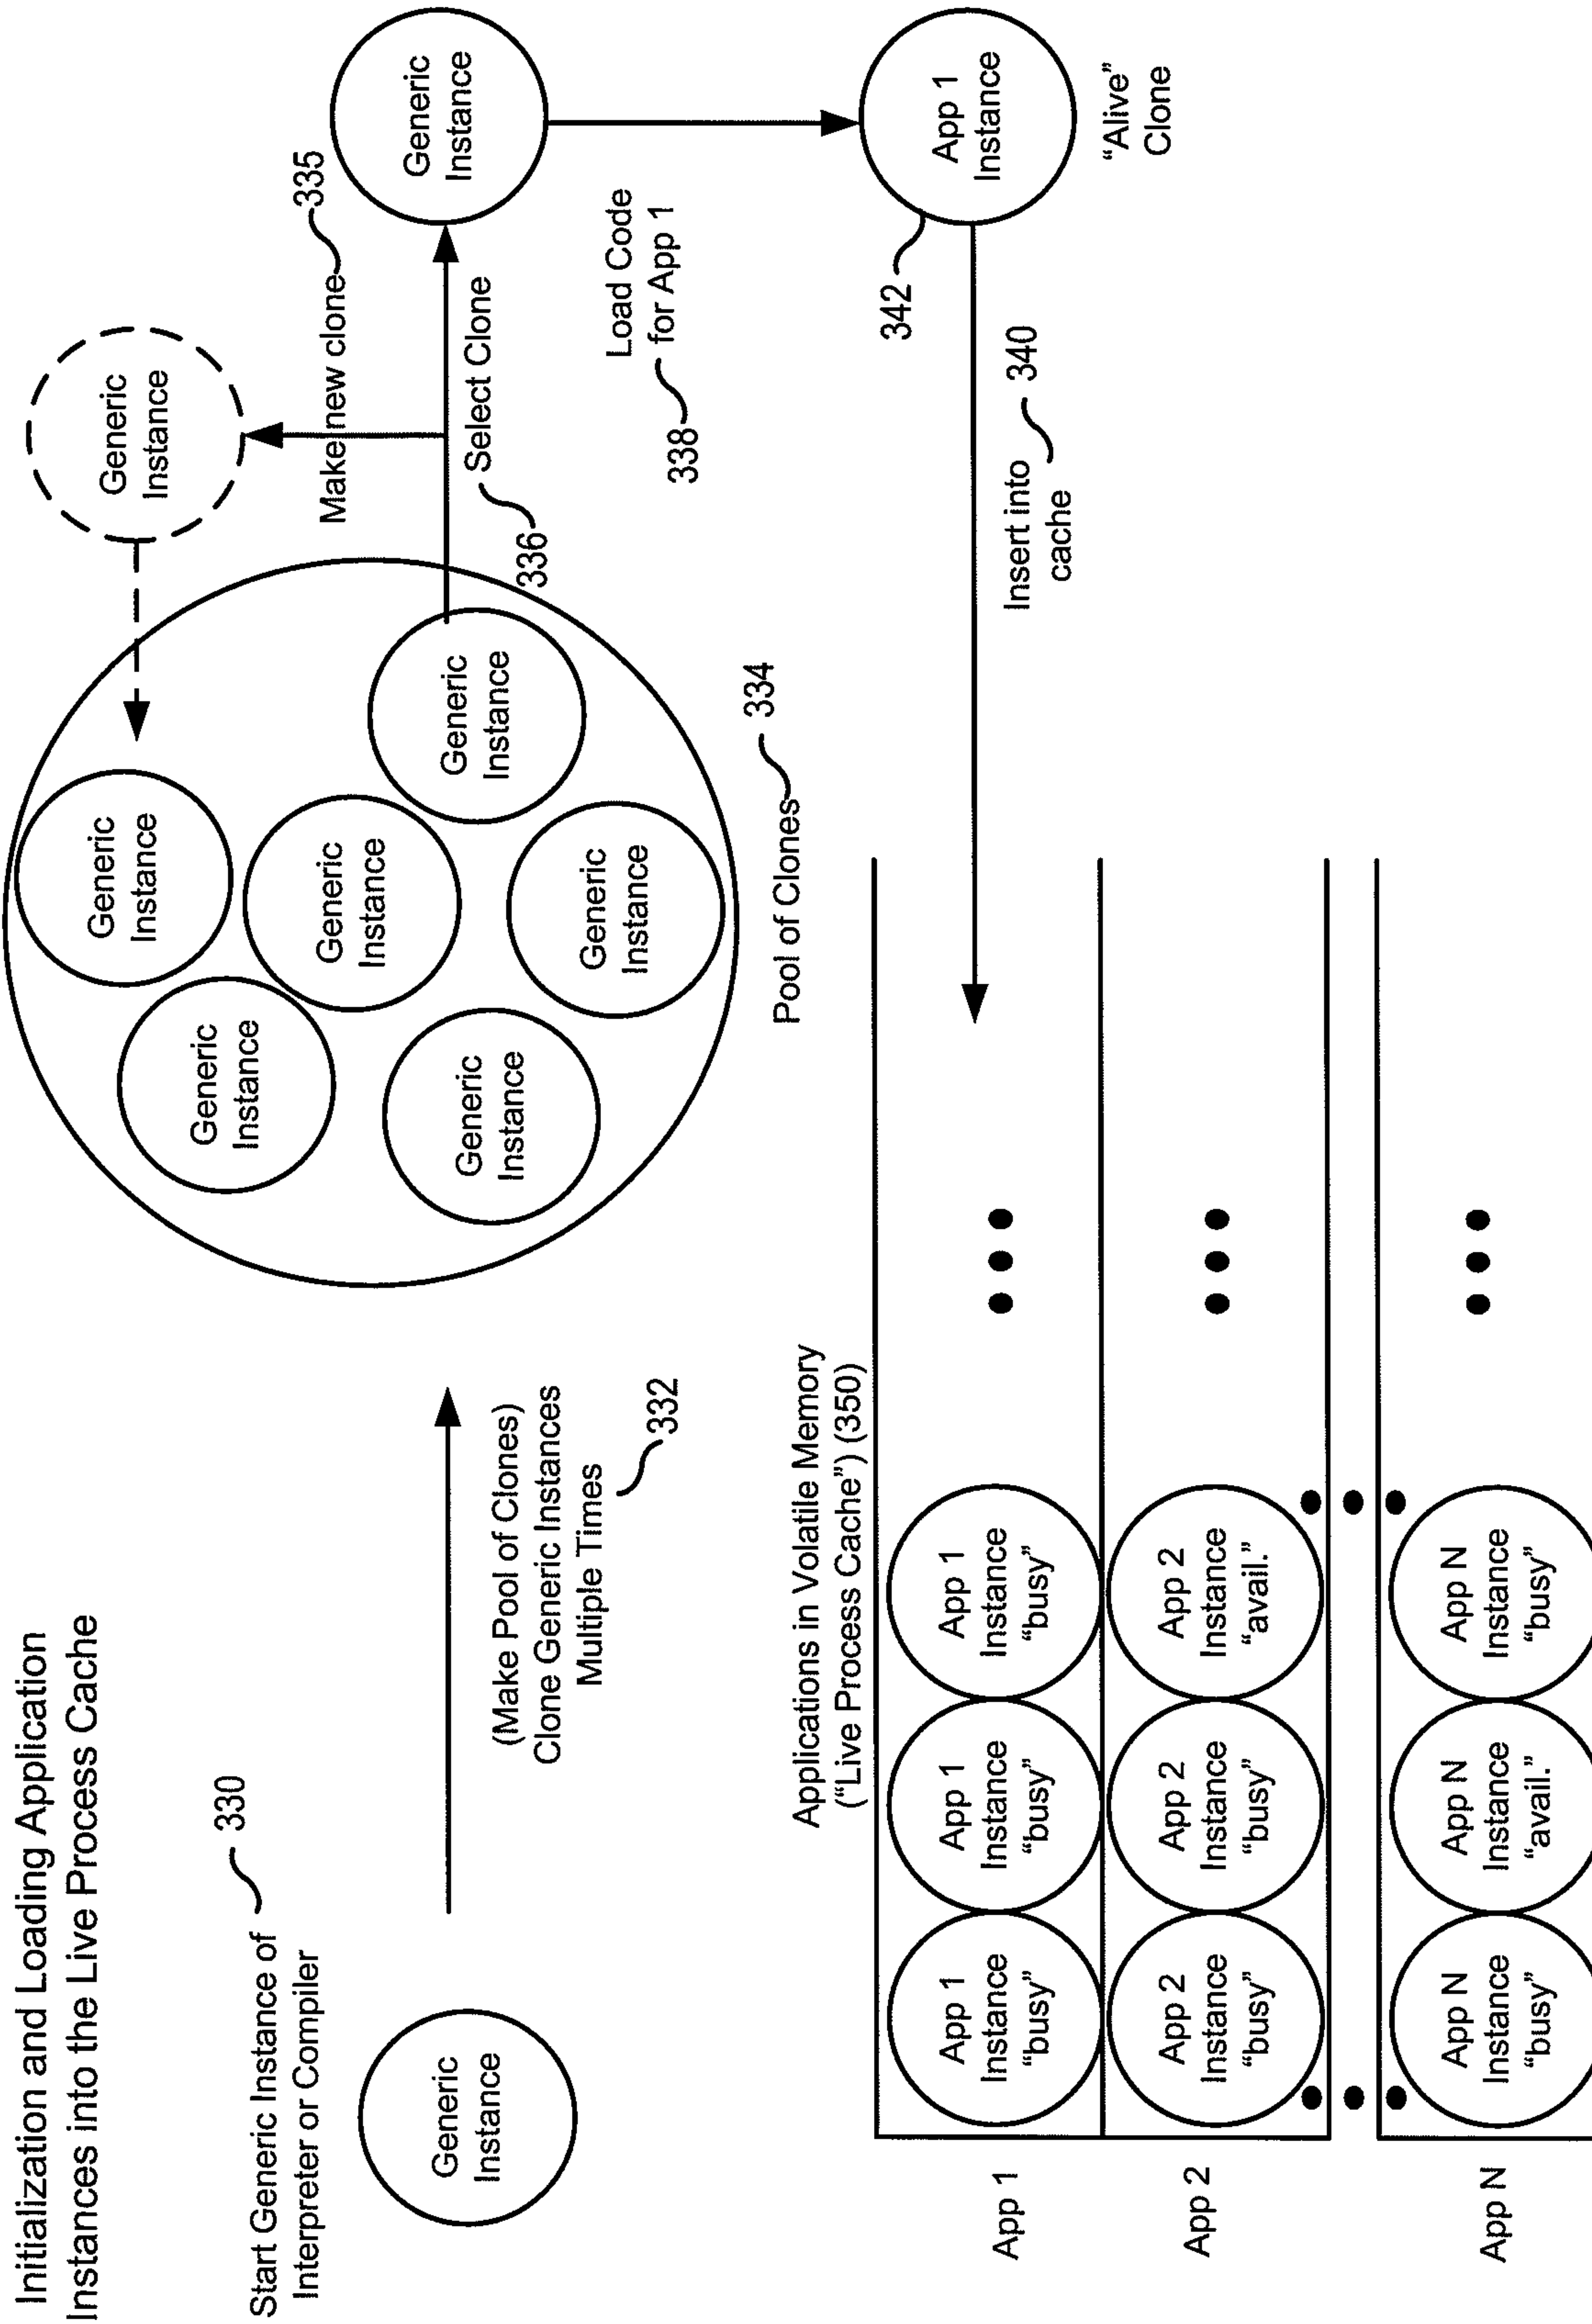 Initialization and Loading Application
Instances into the Live Process Cache
Start Generic Instance of
Interpreter or Compiler
330
Generic
Instance
(Make Pool of Clones)
Clone Generic Instances
Multiple Times
332
Generic
Instance
Generic
Instance
Generic
Instance
Generic
Instance
Generic
Instance
Generic
Instance
Pool of Clones
334
Generic
Instance
Make new clone
335
Select Clone
336
Generic
Instance
Load Code
for App 1
338
App 1
Instance
342
"Alive"
Clone
Insert into
cache
340
Applications in Volatile Memory
("Live Process Cache") (350)
App 1
App 1
Instance
"busy"
App 1
Instance
"busy"
App 1
Instance
"busy"
App 2
App 2
Instance
"busy"
App 2
Instance
"busy"
App 2
Instance
"avail."
App N
App N
Instance
"busy"
App N
Instance
"avail."
App N
Instance
"busy"